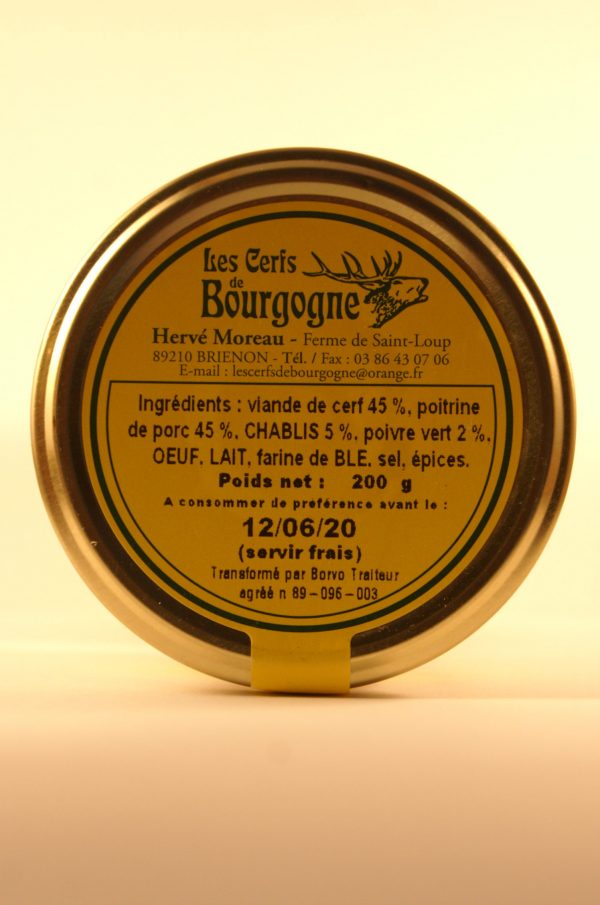 Les Cerfs
de
Bourgogne
Hervé Moreau - Ferme de Saint-Loup
89210 BRIENON - Tél. / Fax : 03 86 43 07 06
E-mail : lescerfsdebourgogne@orange.fr
Ingrédients : viande de cerf 45 %, poitrine
de porc 45 %, CHABLIS 5 %, poivre vert 2 %,
OEUF, LAIT, farine de BLE, sel, épices.
Poids net : 200 g
A consommer de préférence avant le :
12/06/20
(servir frais)
Transformé par Borvo Traiteur
agréé n 89-096-003